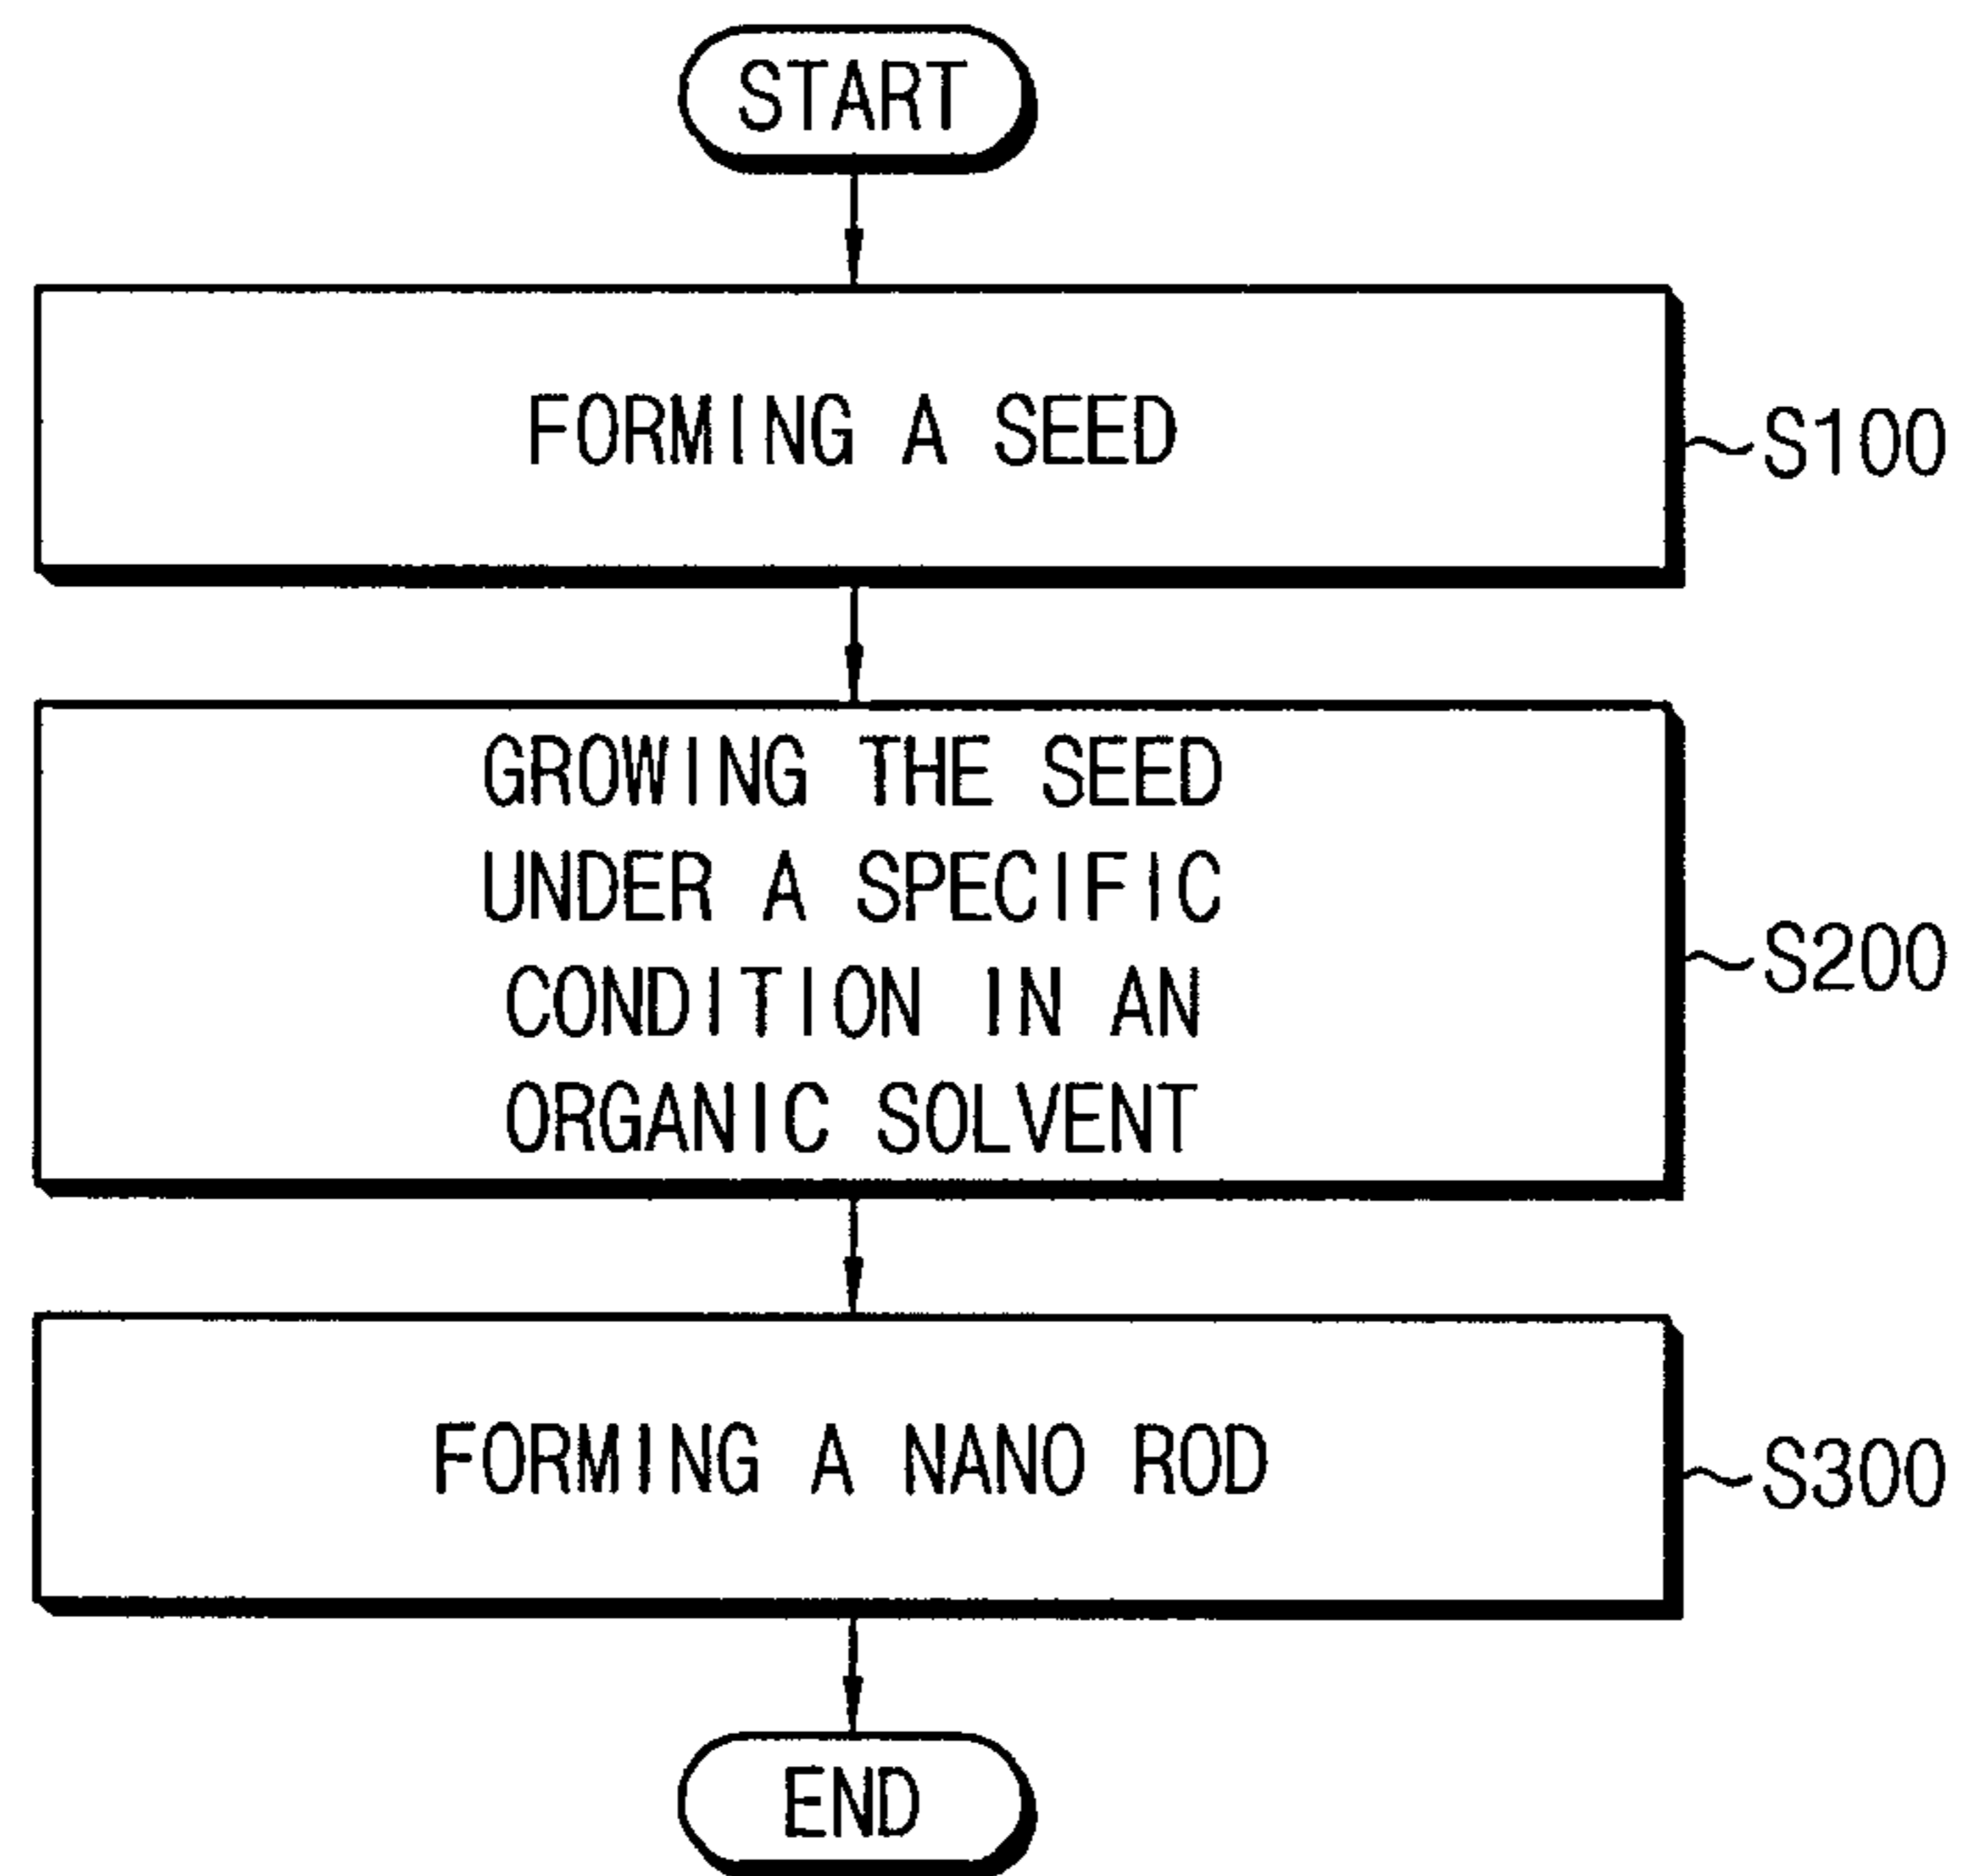 START
FORMING A SEED
S100
GROWING THE SEED
UNDER A SPECIFIC
CONDITION IN AN
ORGANIC SOLVENT
S200
FORMING A NANO ROD
S300
END